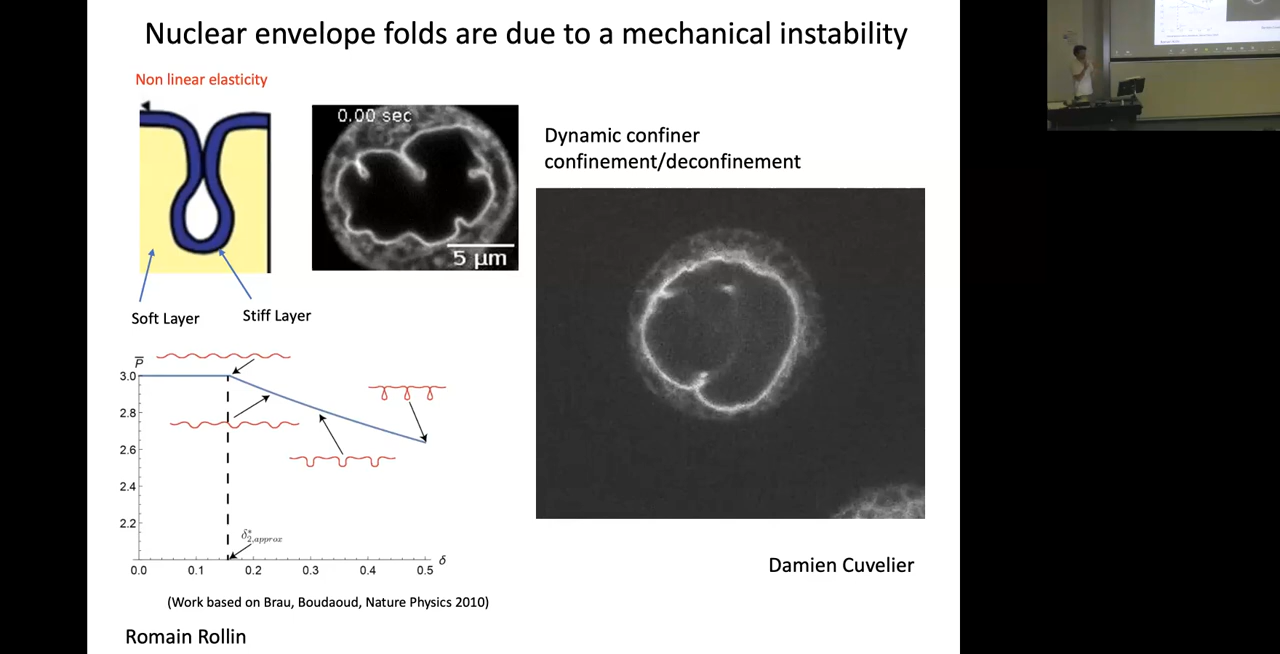 Nuclear envelope folds are due to a mechanical instability
Non linear elasticity
0.00 sec
5 µm
Soft Layer
Stiff Layer
Dynamic confiner
confinement/deconfinement
P̅
3.0
2.8
2.6
2.4
2.2
δ*2,approx
δ
0.0 0.1 0.2 0.3 0.4 0.5
(Work based on Brau, Boudaoud, Nature Physics 2010)
Romain Rollin
Damien Cuvelier